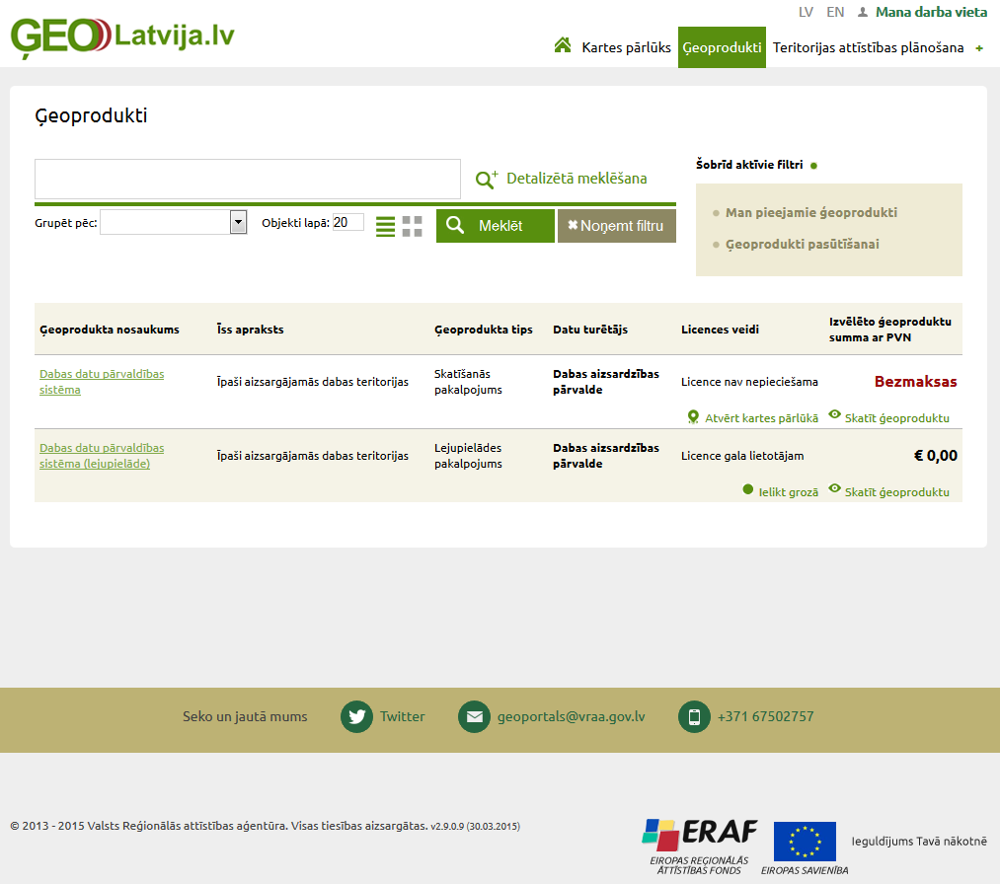 ĢEO Latvija.lv
LV EN Mana darba vieta
Kartes pārlūks Ģeoprodukti Teritorijas attīstības plānošana +
Ģeoprodukti
Detalizētā meklēšana
Grupēt pēc: Objekti lapā: 20 Meklēt ✖ Noņemt filtru
Šobrīd aktīvie filtri
Man pieejamie ģeoprodukti
Ģeoprodukti pasūtīšanai
Ģeoprodukta nosaukums Īss apraksts Ģeoprodukta tips Datu turētājs Licences veidi Izvēlēto ģeoproduktu
summa ar PVN
Dabas datu pārvaldības
sistēma
Īpaši aizsargājamās dabas teritorijas
Skatīšanās
pakalpojums
Dabas aizsardzības
pārvalde
Licence nav nepieciešama
Bezmaksas
Atvērt kartes pārlūkā Skatīt ģeoproduktu
Dabas datu pārvaldības
sistēma (lejupielāde)
Īpaši aizsargājamās dabas teritorijas
Lejupielādes
pakalpojums
Dabas aizsardzības
pārvalde
Licence gala lietotājam
€ 0,00
Ielikt grozā Skatīt ģeoproduktu
Seko un jautā mums Twitter geoportals@vraa.gov.lv +371 67502757
© 2013 - 2015 Valsts Reģionālās attīstības aģentūra. Visas tiesības aizsargātas. v2.9.0.9 (30.03.2015)
ERAF
EIROPAS REĢIONĀLĀS
ATTĪSTĪBAS FONDS
EIROPAS SAVIENĪBA
Ieguldījums Tavā nākotnē